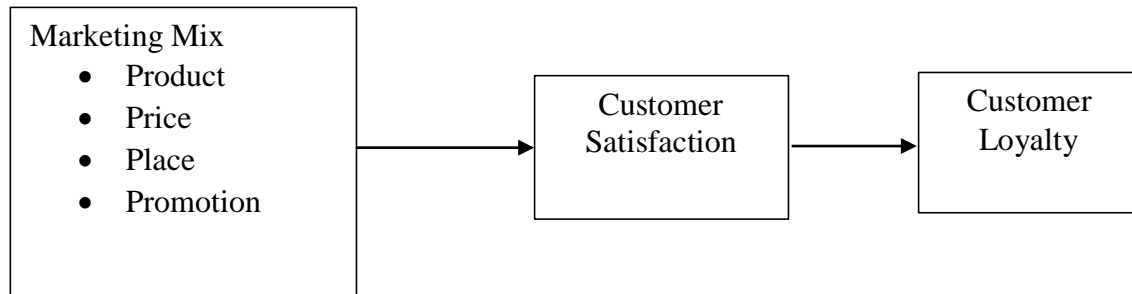 Marketing Mix
• Product
• Price
• Place
• Promotion
Customer
Satisfaction
Customer
Loyalty